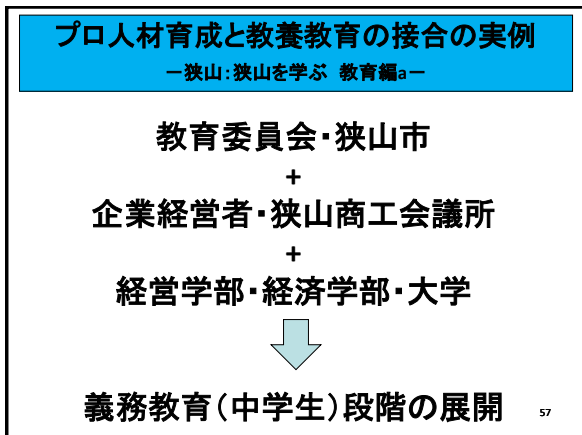 プロ人材育成と教養教育の接合の実例
－狭山：狭山を学ぶ 教育編a－
教育委員会・狭山市
+
企業経営者・狭山商工会議所
+
経営学部・経済学部・大学
義務教育（中学生）段階の展開
57